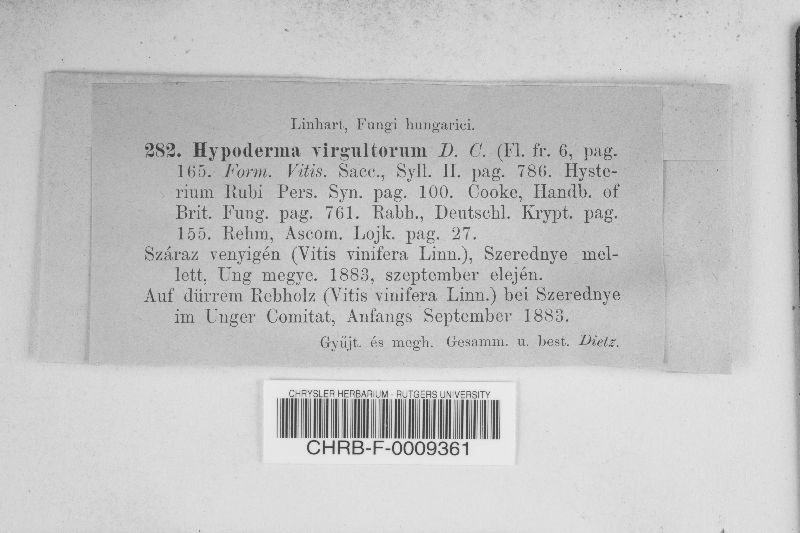 Linhart, Fungi hungarici.
282. Hypoderma virgultorum D. C. (Fl. fr. 6, pag.
165. Form. Vitis. Sacc., Syll. II. pag. 786. Hyste-
rium Rubi Pers. Syn. pag. 100. Cooke, Handb. of
Brit. Fung. pag. 761. Rabh., Deutschl. Krypt. pag.
155. Rehm, Ascom. Lojk. pag. 27.
Száraz venyigén (Vitis vinifera Linn.), Szerednye mel-
lett, Ung megye. 1883, szeptember elején.
Auf dürrem Rebholz (Vitis vinifera Linn.) bei Szerednye
im Unger Comitat, Anfangs September 1883.
Gyűjt. és megh. Gesamm. u. best. Dietz.
CHRYSLER HERBARIUM - RUTGERS UNIVERSITY
CHRB-F-0009361